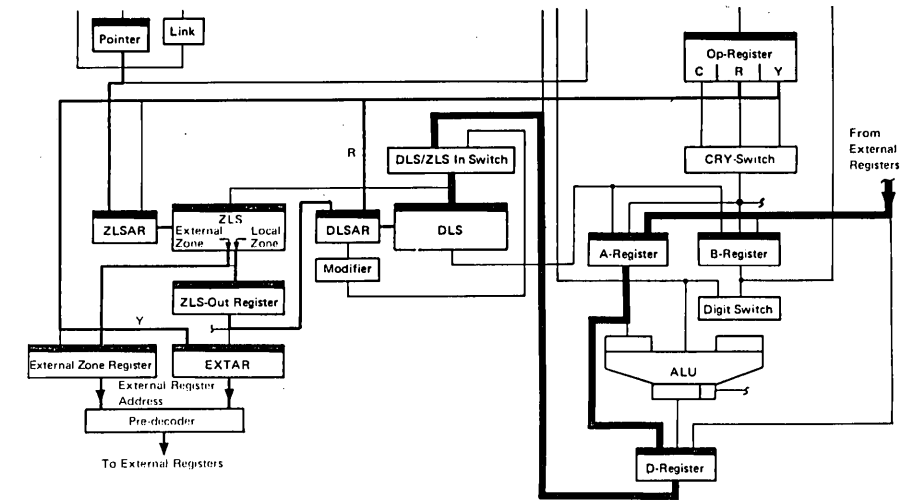 Pointer
Link
Op-Register
C R Y
From
External
Registers
R
DLS/ZLS In Switch
CRY-Switch
ZLSAR
ZLS
External Local
Zone Zone
DLSAR
DLS
A-Register
B-Register
Modifier
ZLS-Out Register
Digit Switch
Y
External Zone Register
EXTAR
ALU
External Register
Address
Pre-decoder
To External Registers
D-Register